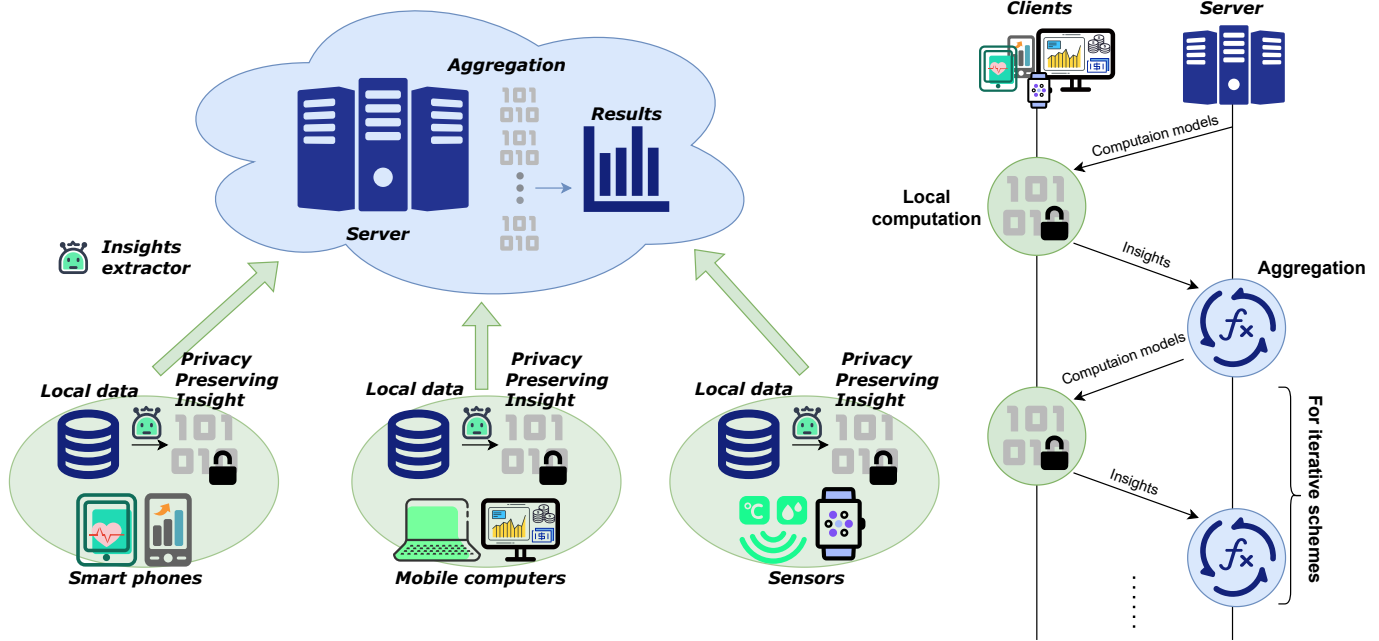 Aggregation
101
010
101
010
101
010
Results
Server
Insights
extractor
Local data
Privacy
Preserving
Insight
101
010
Smart phones
Local data
Privacy
Preserving
Insight
101
010
Mobile computers
Local data
Privacy
Preserving
Insight
101
010
°C
Sensors
Clients
Server
|$|
Computaion models
Local
computation
101
010
Insights
Aggregation
fx
Computaion models
101
010
Insights
fx
For iterative schemes